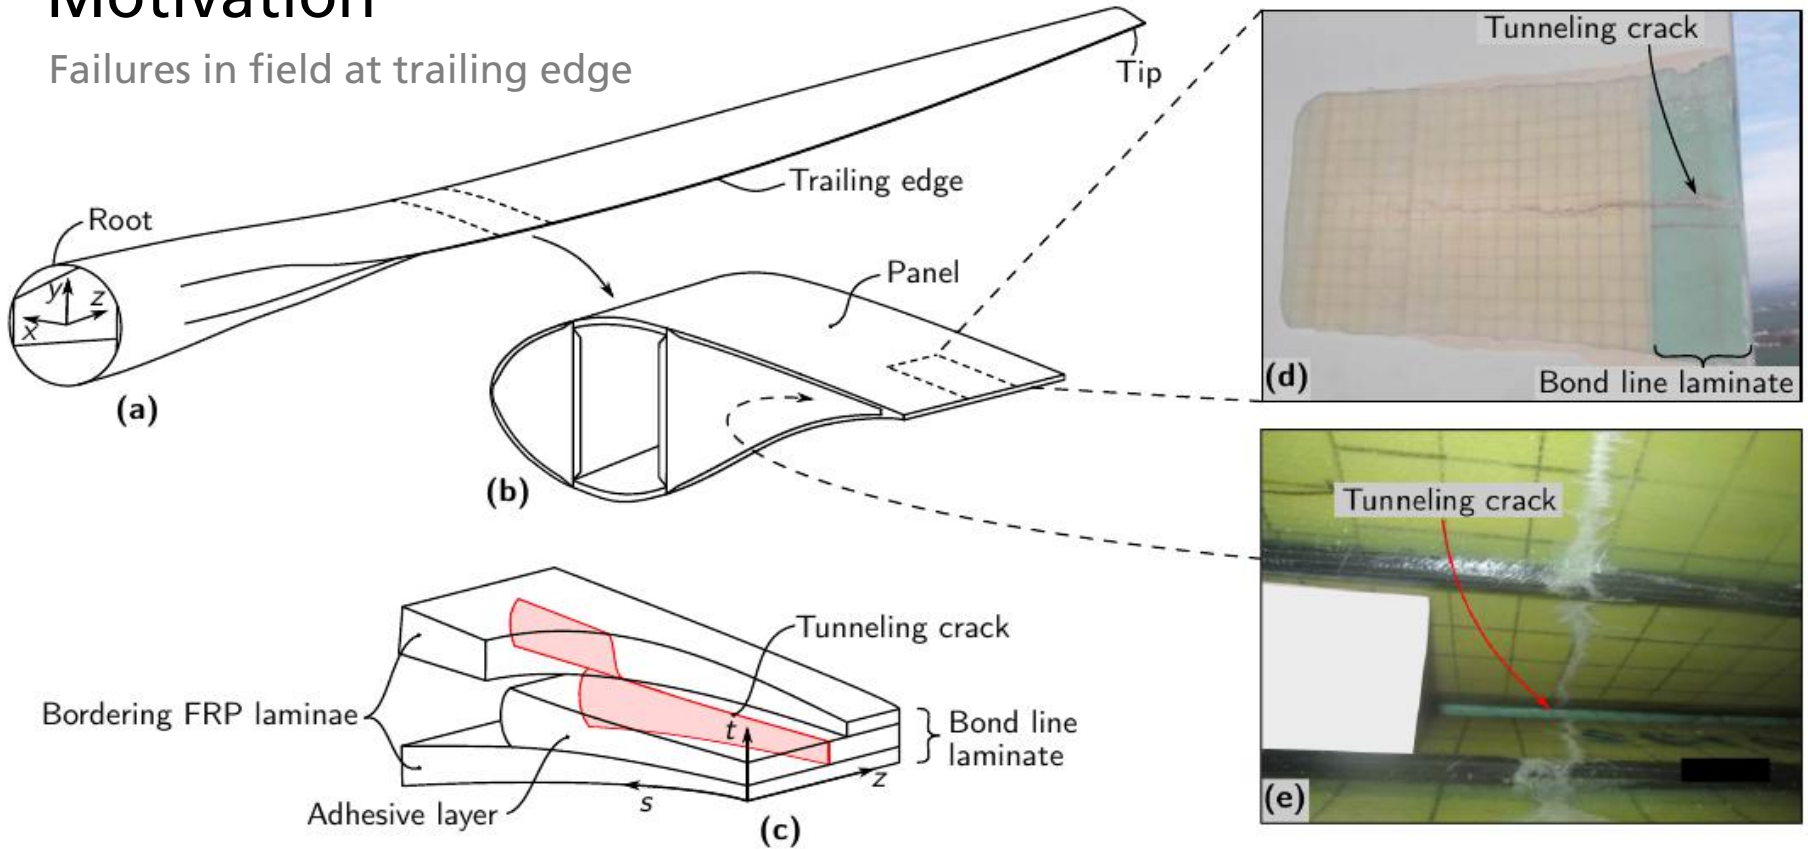 Motivation
Failures in field at trailing edge
Tip
Trailing edge
Root
y
z
x
(a)
Panel
(b)
Tunneling crack
(d)
Bond line laminate
Tunneling crack
(e)
Tunneling crack
Bordering FRP laminae
Bond line
laminate
t
z
s
Adhesive layer
(c)